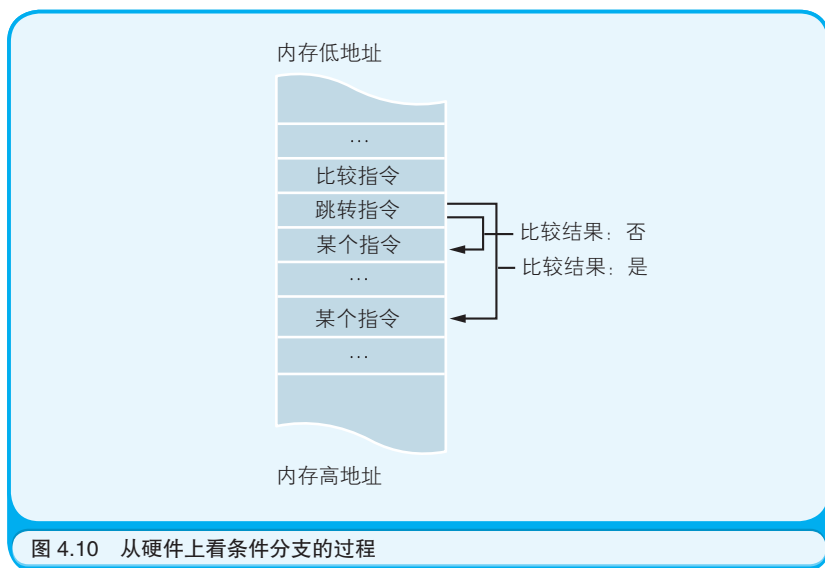 内存低地址
…
比较指令
跳转指令
某个指令
比较结果：否
比较结果：是
…
某个指令
…
内存高地址
图 4.10 从硬件上看条件分支的过程